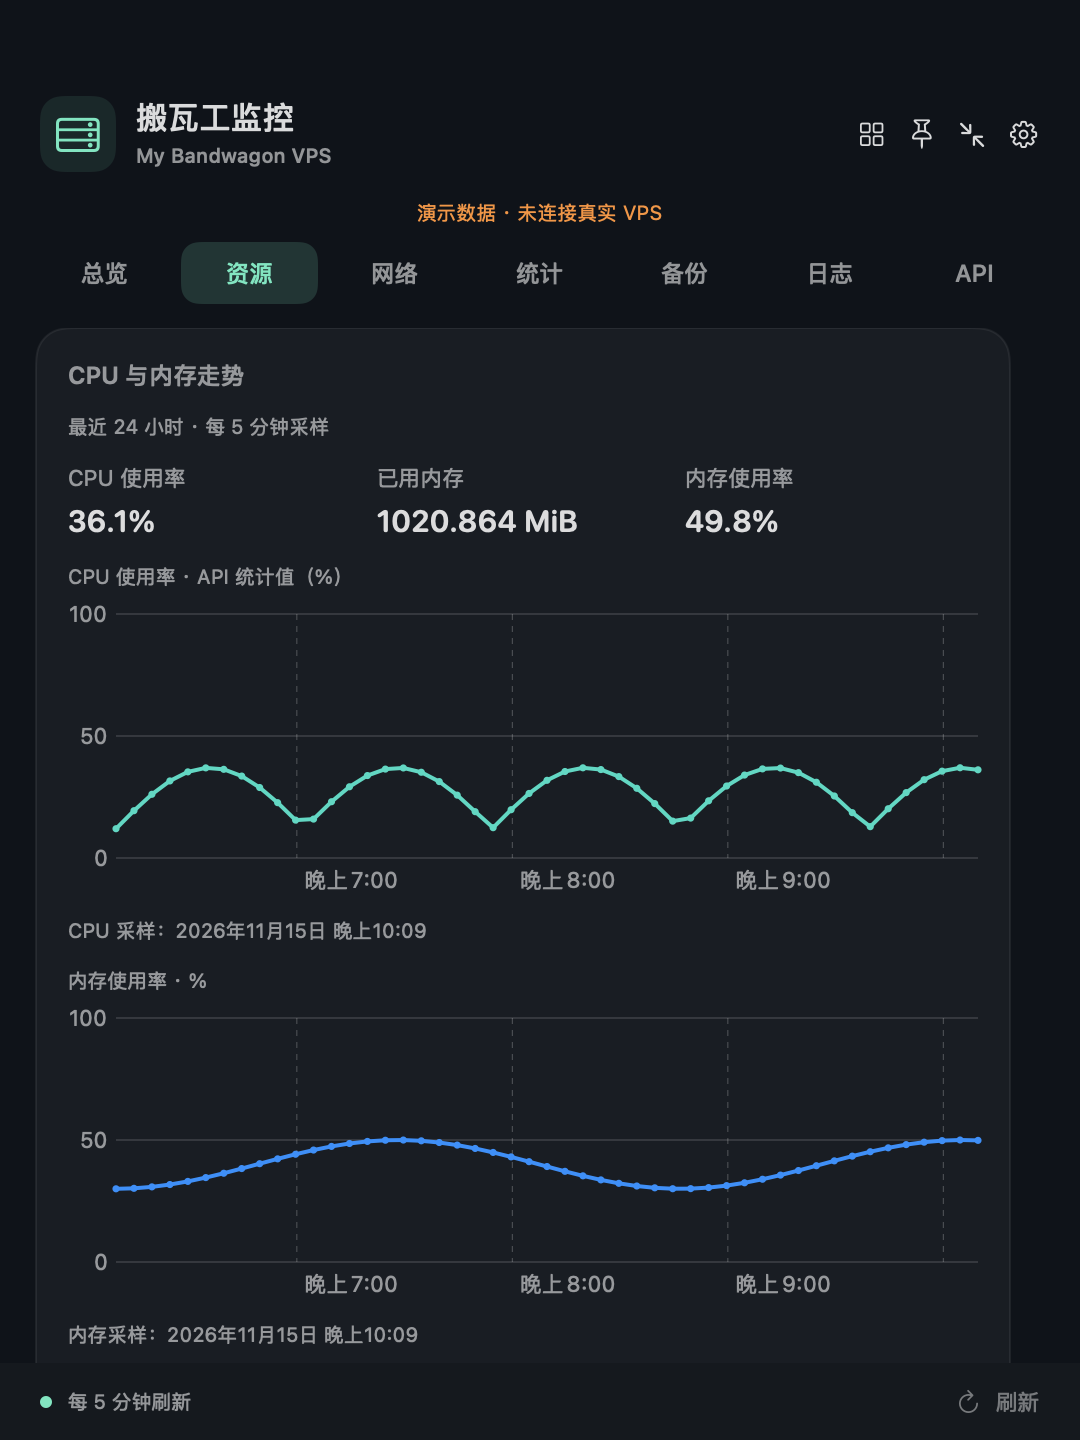 搬瓦工监控
My Bandwagon VPS
演示数据 · 未连接真实 VPS
总览 资源 网络 统计 备份 日志 API
CPU 与内存走势
最近 24 小时 · 每 5 分钟采样
CPU 使用率 已用内存 内存使用率
36.1% 1020.864 MiB 49.8%
CPU 使用率 · API 统计值（%）
100
50
0
晚上7:00 晚上8:00 晚上9:00
CPU 采样：2026年11月15日 晚上10:09
内存使用率 · %
100
50
0
晚上7:00 晚上8:00 晚上9:00
内存采样：2026年11月15日 晚上10:09
每 5 分钟刷新 刷新